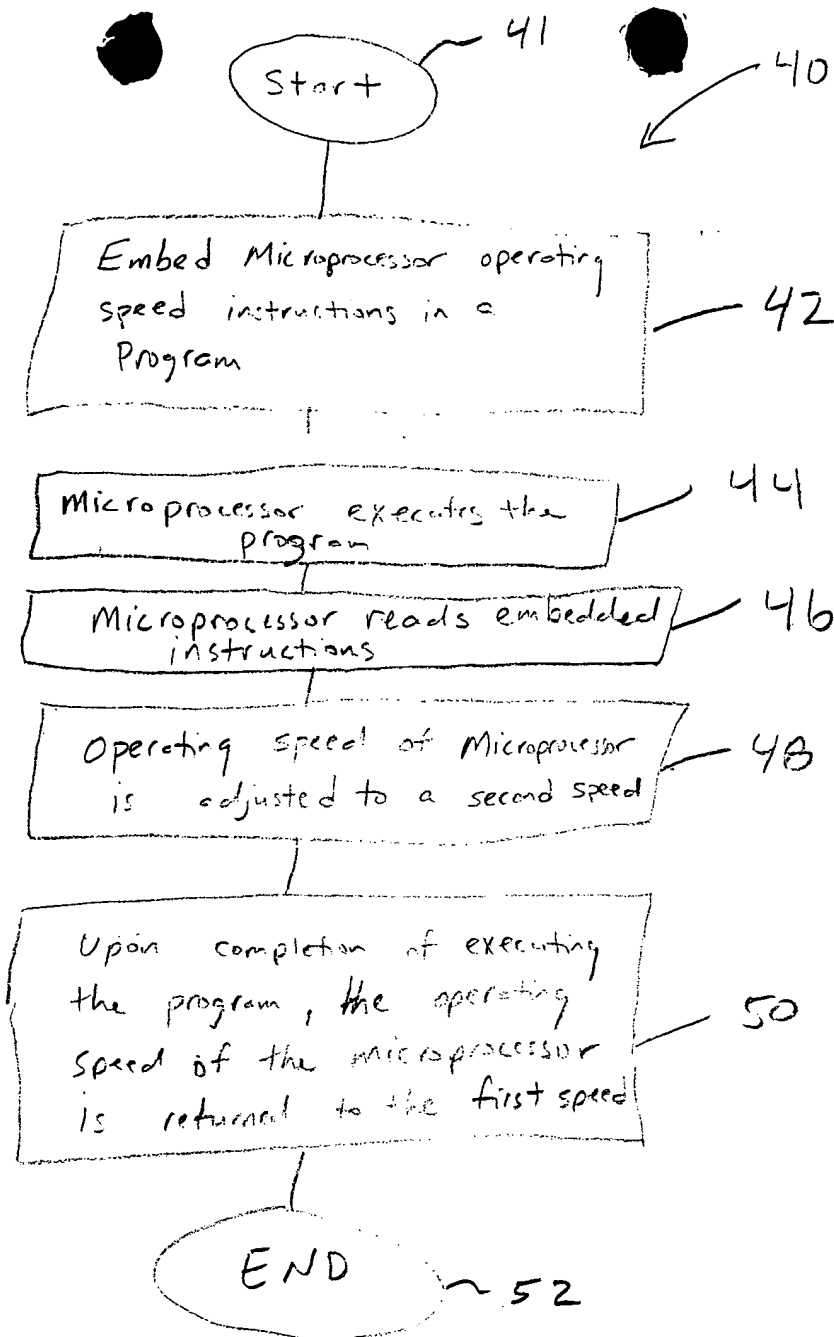 Start
41
40
Embed Microprocessor operating
speed instructions in a
Program
42
Microprocessor executes the
program
44
Microprocessor reads embedded
instructions
46
Operating speed of Microprocessor
is adjusted to a second speed
48
Upon completion of executing
the program, the operating
speed of the microprocessor
is returned to the first speed
50
END
52